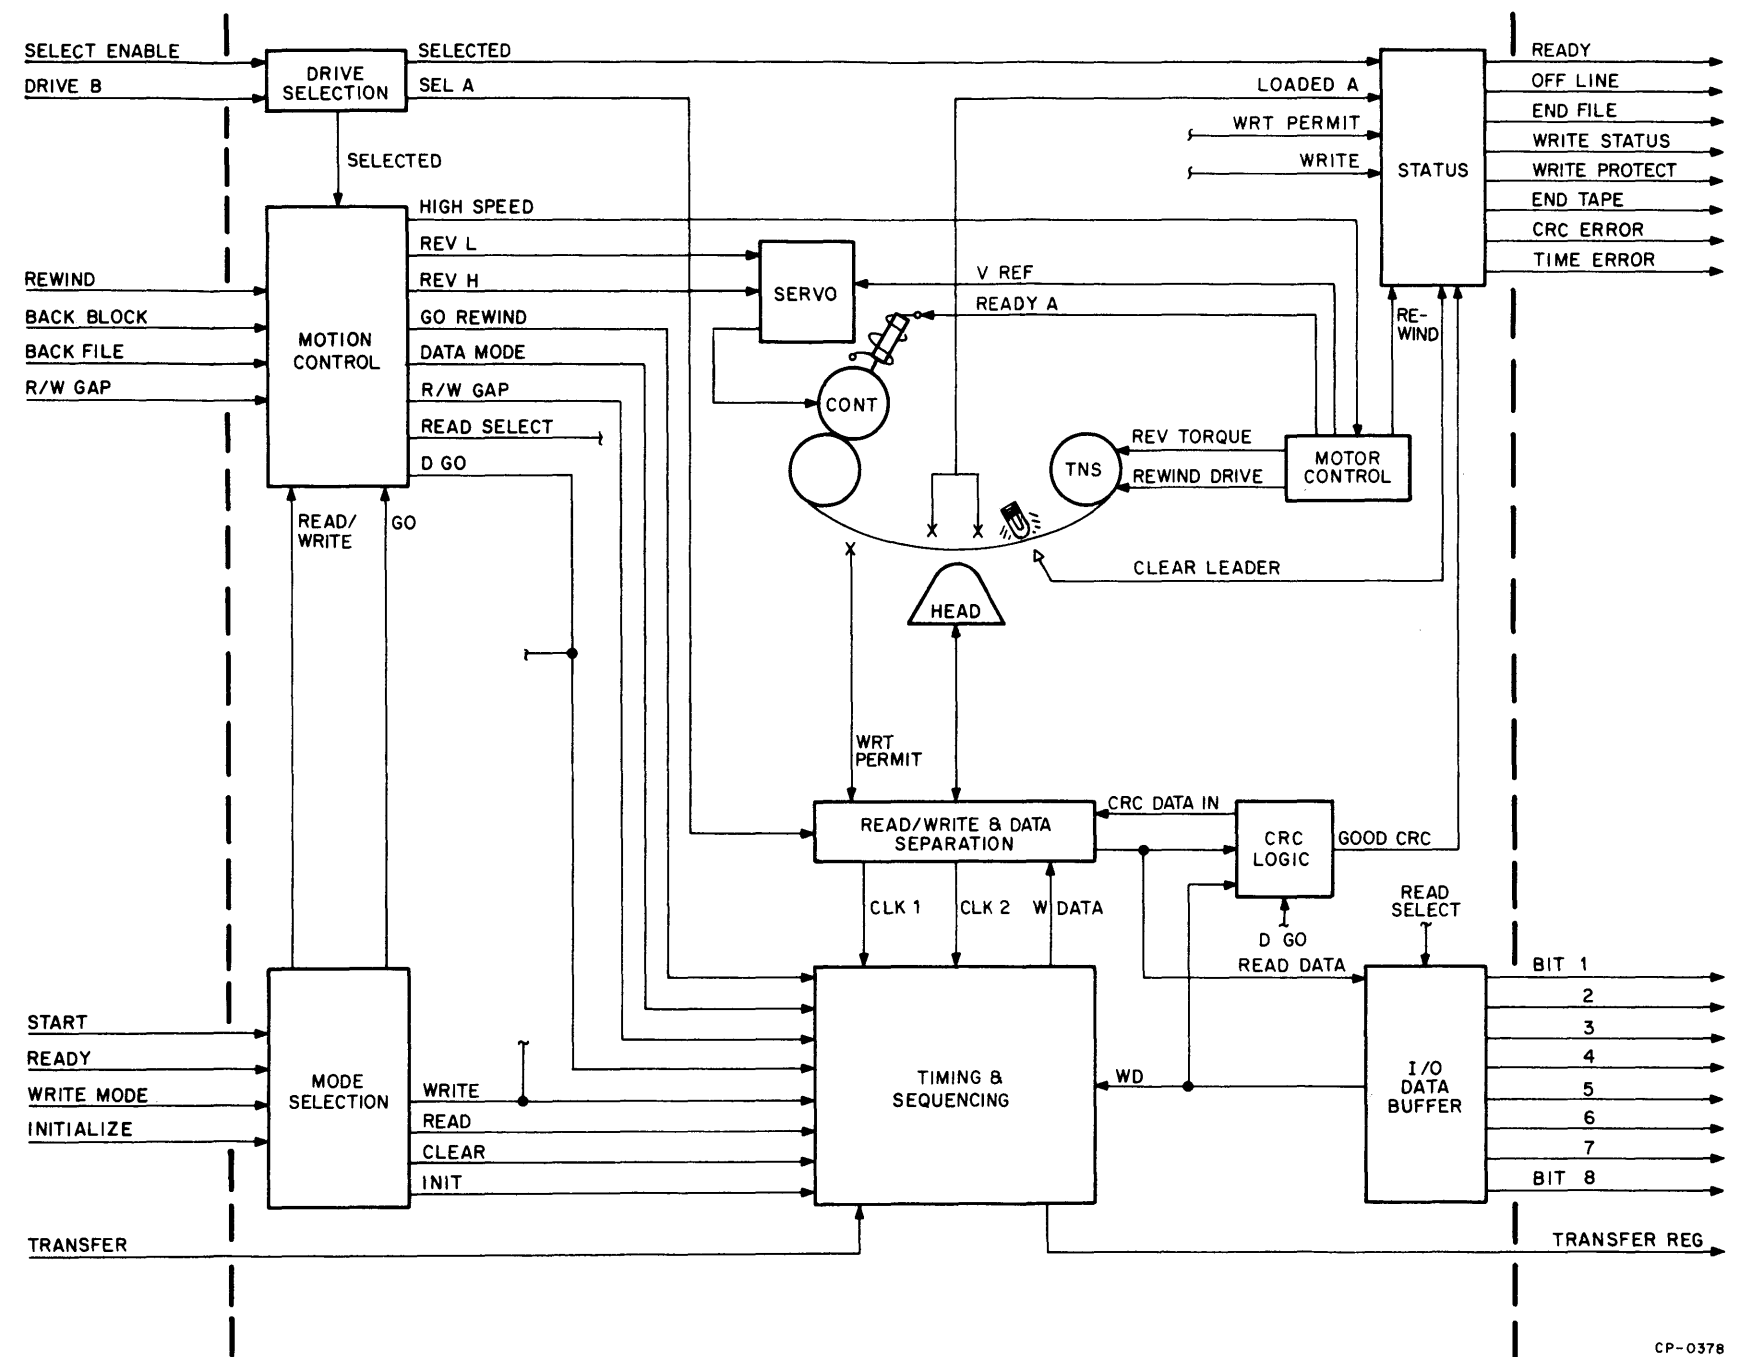 SELECT ENABLE
DRIVE B
DRIVE
SELECTION
SELECTED
SEL A
SELECTED
LOADED A
WRT PERMIT
WRITE
STATUS
READY
OFF LINE
END FILE
WRITE STATUS
WRITE PROTECT
END TAPE
CRC ERROR
TIME ERROR
REWIND
BACK BLOCK
BACK FILE
R/W GAP
MOTION
CONTROL
HIGH SPEED
REV L
REV H
GO REWIND
DATA MODE
R/W GAP
READ SELECT
D GO
SERVO
V REF
READY A
RE-
WIND
CONT
TNS
REV TORQUE
REWIND DRIVE
MOTOR
CONTROL
READ/
WRITE
GO
CLEAR LEADER
HEAD
WRT
PERMIT
READ/WRITE & DATA
SEPARATION
CRC DATA IN
CRC
LOGIC
GOOD CRC
CLK 1
CLK 2
W DATA
D GO
READ
SELECT
READ DATA
START
READY
WRITE MODE
INITIALIZE
MODE
SELECTION
WRITE
READ
CLEAR
INIT
TIMING &
SEQUENCING
WD
I/O
DATA
BUFFER
BIT 1
2
3
4
5
6
7
BIT 8
TRANSFER
TRANSFER REG
CP-0378